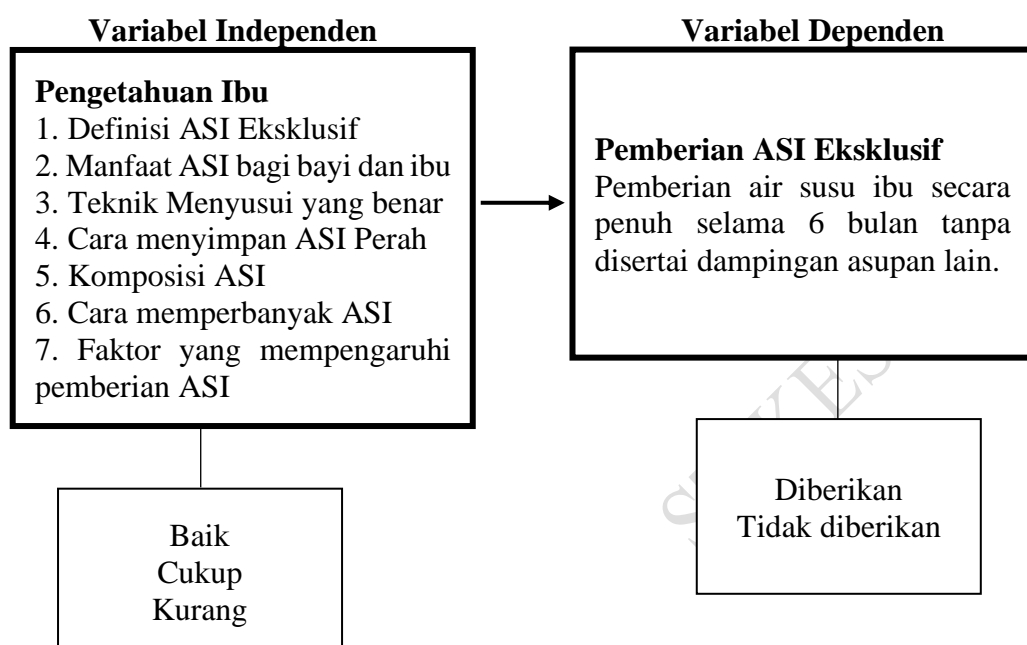 Variabel Independen
Variabel Dependen
Pengetahuan Ibu
1. Definisi ASI Eksklusif
2. Manfaat ASI bagi bayi dan ibu
3. Teknik Menyusui yang benar
4. Cara menyimpan ASI Perah
5. Komposisi ASI
6. Cara memperbanyak ASI
7. Faktor yang mempengaruhi
pemberian ASI
Pemberian ASI Eksklusif
Pemberian air susu ibu secara
penuh selama 6 bulan tanpa
disertai dampingan asupan lain.
Baik
Cukup
Kurang
Diberikan
Tidak diberikan